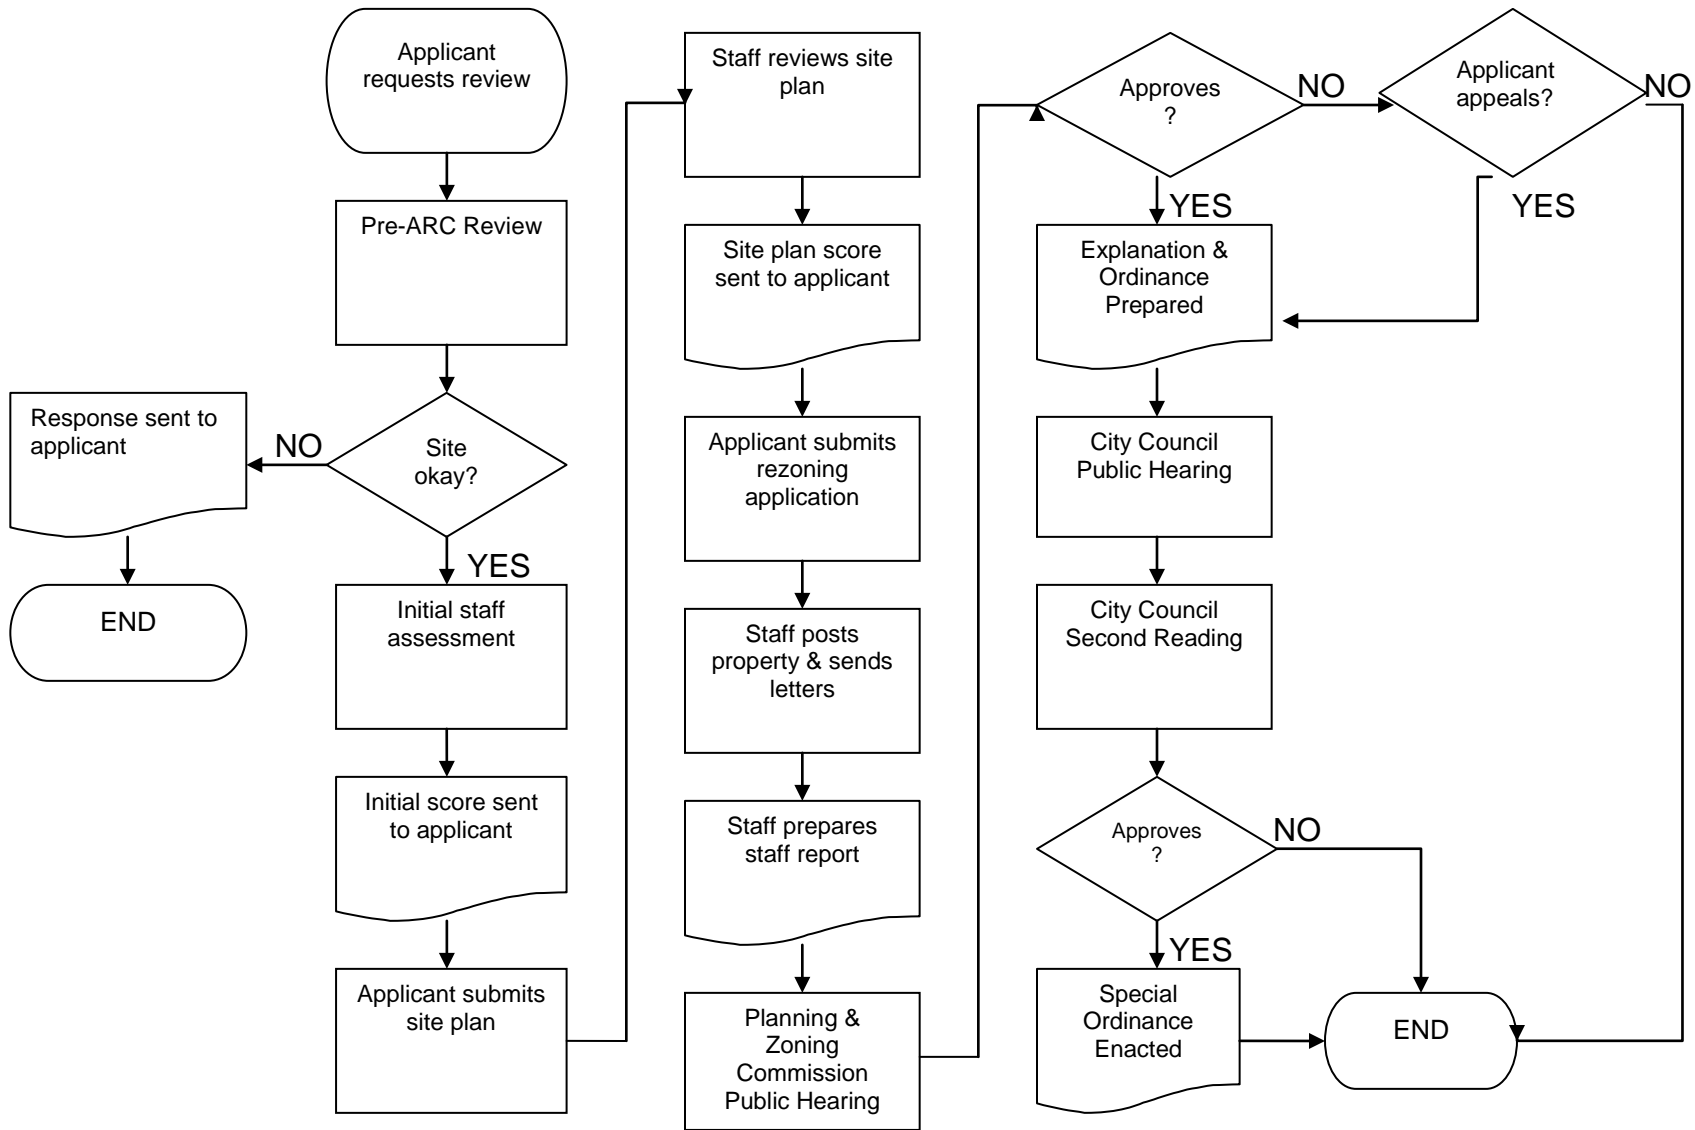 Applicant
requests review
Pre-ARC Review
Site
okay?
NO
Response sent to
applicant
END
YES
Initial staff
assessment
Initial score sent
to applicant
Applicant submits
site plan
Staff reviews site
plan
Site plan score
sent to applicant
Applicant submits
rezoning
application
Staff posts
property & sends
letters
Staff prepares
staff report
Planning &
Zoning
Commission
Public Hearing
Approves
?
NO
Applicant
appeals?
NO
YES
YES
Explanation &
Ordinance
Prepared
City Council
Public Hearing
City Council
Second Reading
Approves
?
NO
YES
Special
Ordinance
Enacted
END